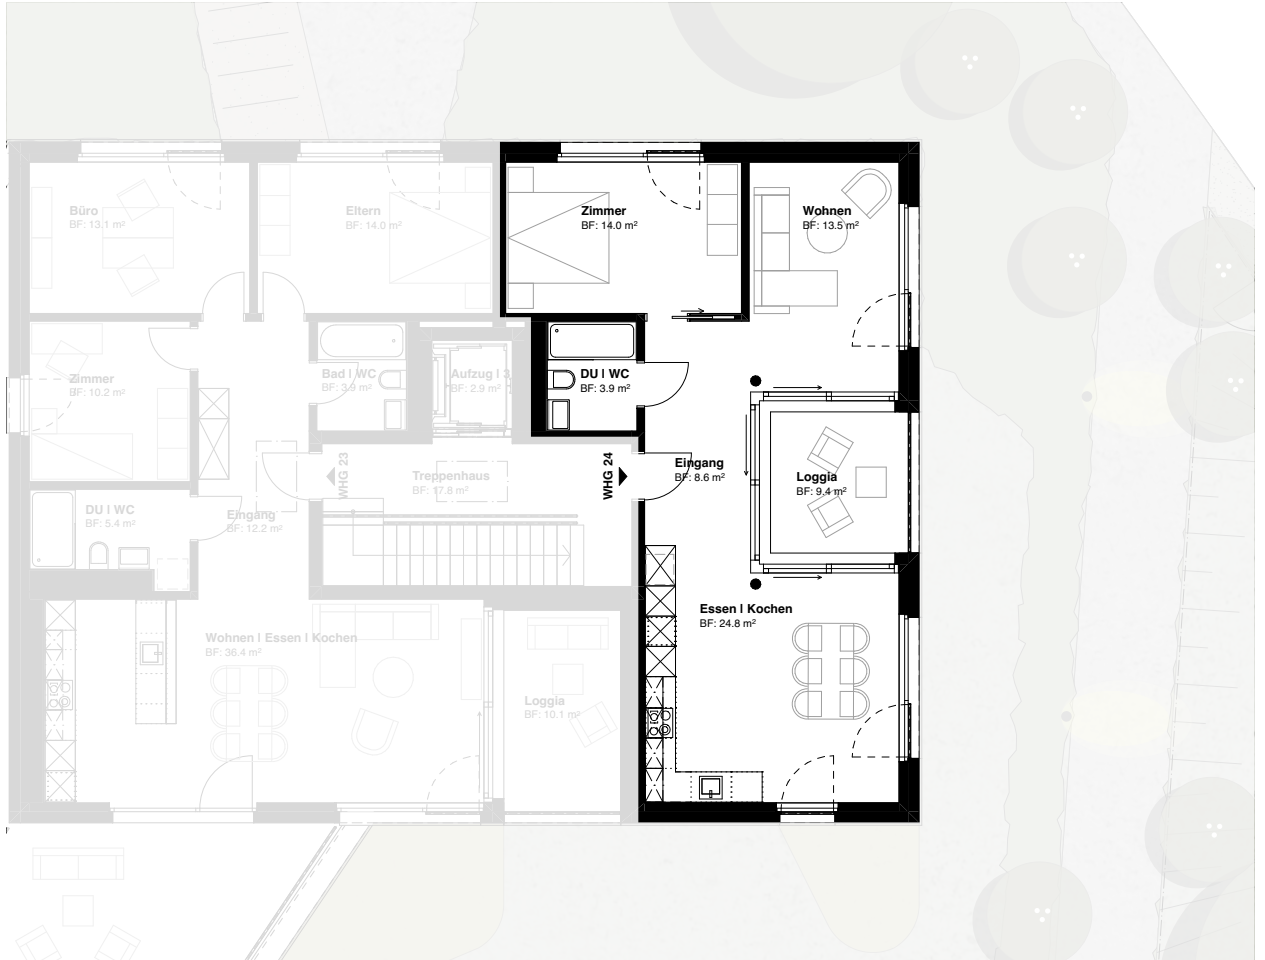 Büro
BF: 13.1 m²
Eltern
BF: 14.0 m²
Zimmer
BF: 14.0 m²
Wohnen
BF: 13.5 m²
Zimmer
BF: 10.2 m²
Bad | WC
BF: 3.9 m²
Aufzug | 3
BF: 2.9 m²
DU | WC
BF: 3.9 m²
WHG 23
Treppenhaus
BF: 17.8 m²
WHG 24
Eingang
BF: 8.6 m²
Loggia
BF: 9.4 m²
DU | WC
BF: 5.4 m²
Eingang
BF: 12.2 m²
Wohnen | Essen | Kochen
BF: 36.4 m²
Essen | Kochen
BF: 24.8 m²
Loggia
BF: 10.1 m²